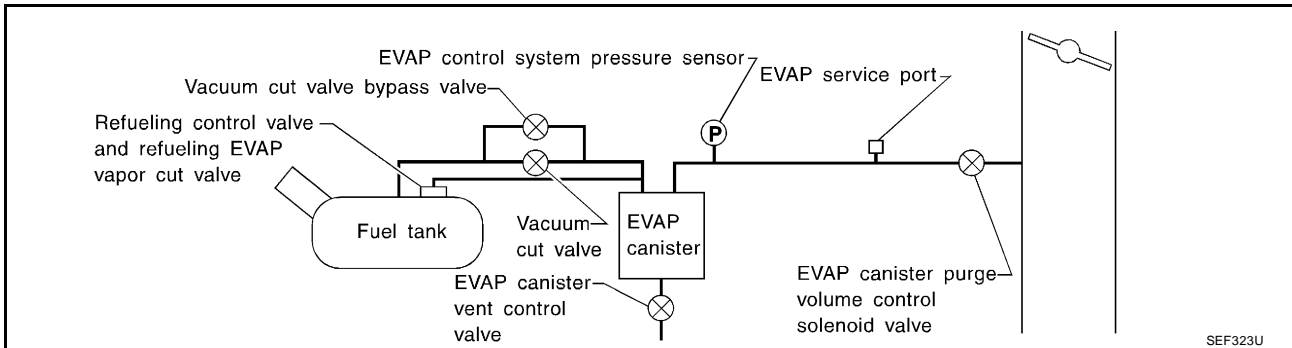 EVAP control system pressure sensor
EVAP service port
Vacuum cut valve bypass valve
Refueling control valve
and refueling EVAP
vapor cut valve
P
Fuel tank
Vacuum
cut valve
EVAP
canister
EVAP canister
vent control
valve
EVAP canister purge
volume control
solenoid valve
SEF323U